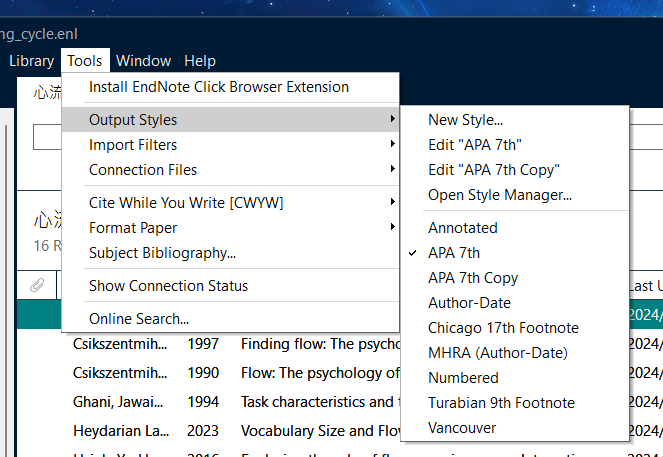 ng_cycle.enl
Library Tools Window Help
心流
Install EndNote Click Browser Extension
Output Styles
Import Filters
Connection Files
Cite While You Write [CWYW]
Format Paper
Subject Bibliography...
Show Connection Status
Online Search...
New Style...
Edit "APA 7th"
Edit "APA 7th Copy"
Open Style Manager...
Annotated
APA 7th
APA 7th Copy
Author-Date
Chicago 17th Footnote
MHRA (Author-Date)
Numbered
Turabian 9th Footnote
Vancouver
心流
16 R
Last U
2024/
Csikszentmih... 1997 Finding flow: The psycho 2024/
Csikszentmih... 1990 Flow: The psychology of 2024/
Ghani, Jawai... 1994 Task characteristics and t 2024/
Heydarian La... 2023 Vocabulary Size and Flow 2024/